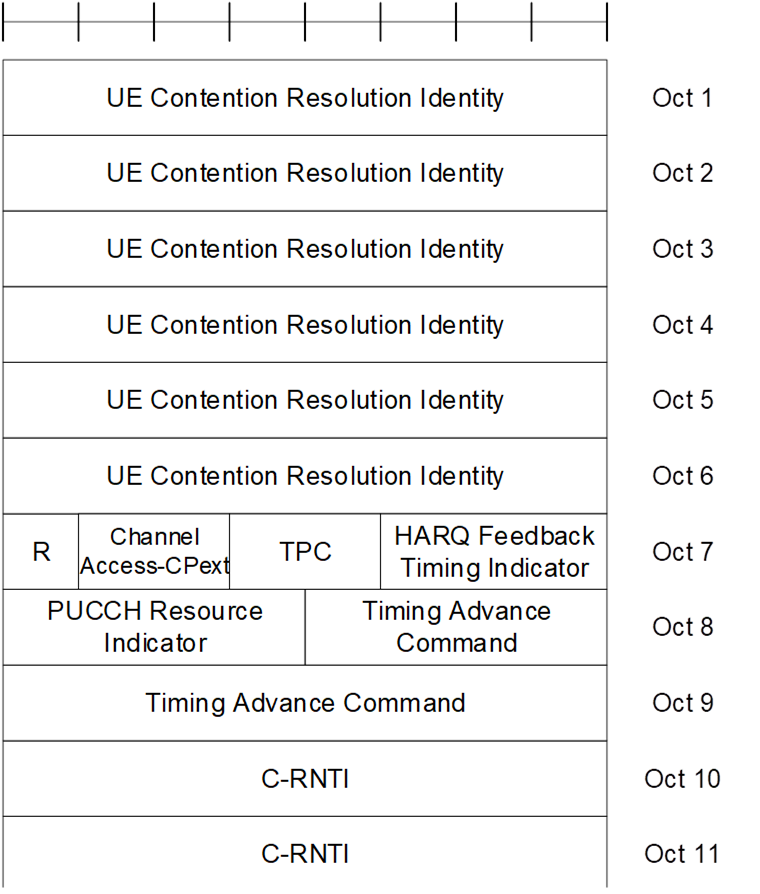 UE Contention Resolution Identity Oct 1
UE Contention Resolution Identity Oct 2
UE Contention Resolution Identity Oct 3
UE Contention Resolution Identity Oct 4
UE Contention Resolution Identity Oct 5
UE Contention Resolution Identity Oct 6
R
Channel
Access-CPext
TPC
HARQ Feedback
Timing Indicator
Oct 7
PUCCH Resource
Indicator
Timing Advance
Command
Oct 8
Timing Advance Command Oct 9
C-RNTI Oct 10
C-RNTI Oct 11